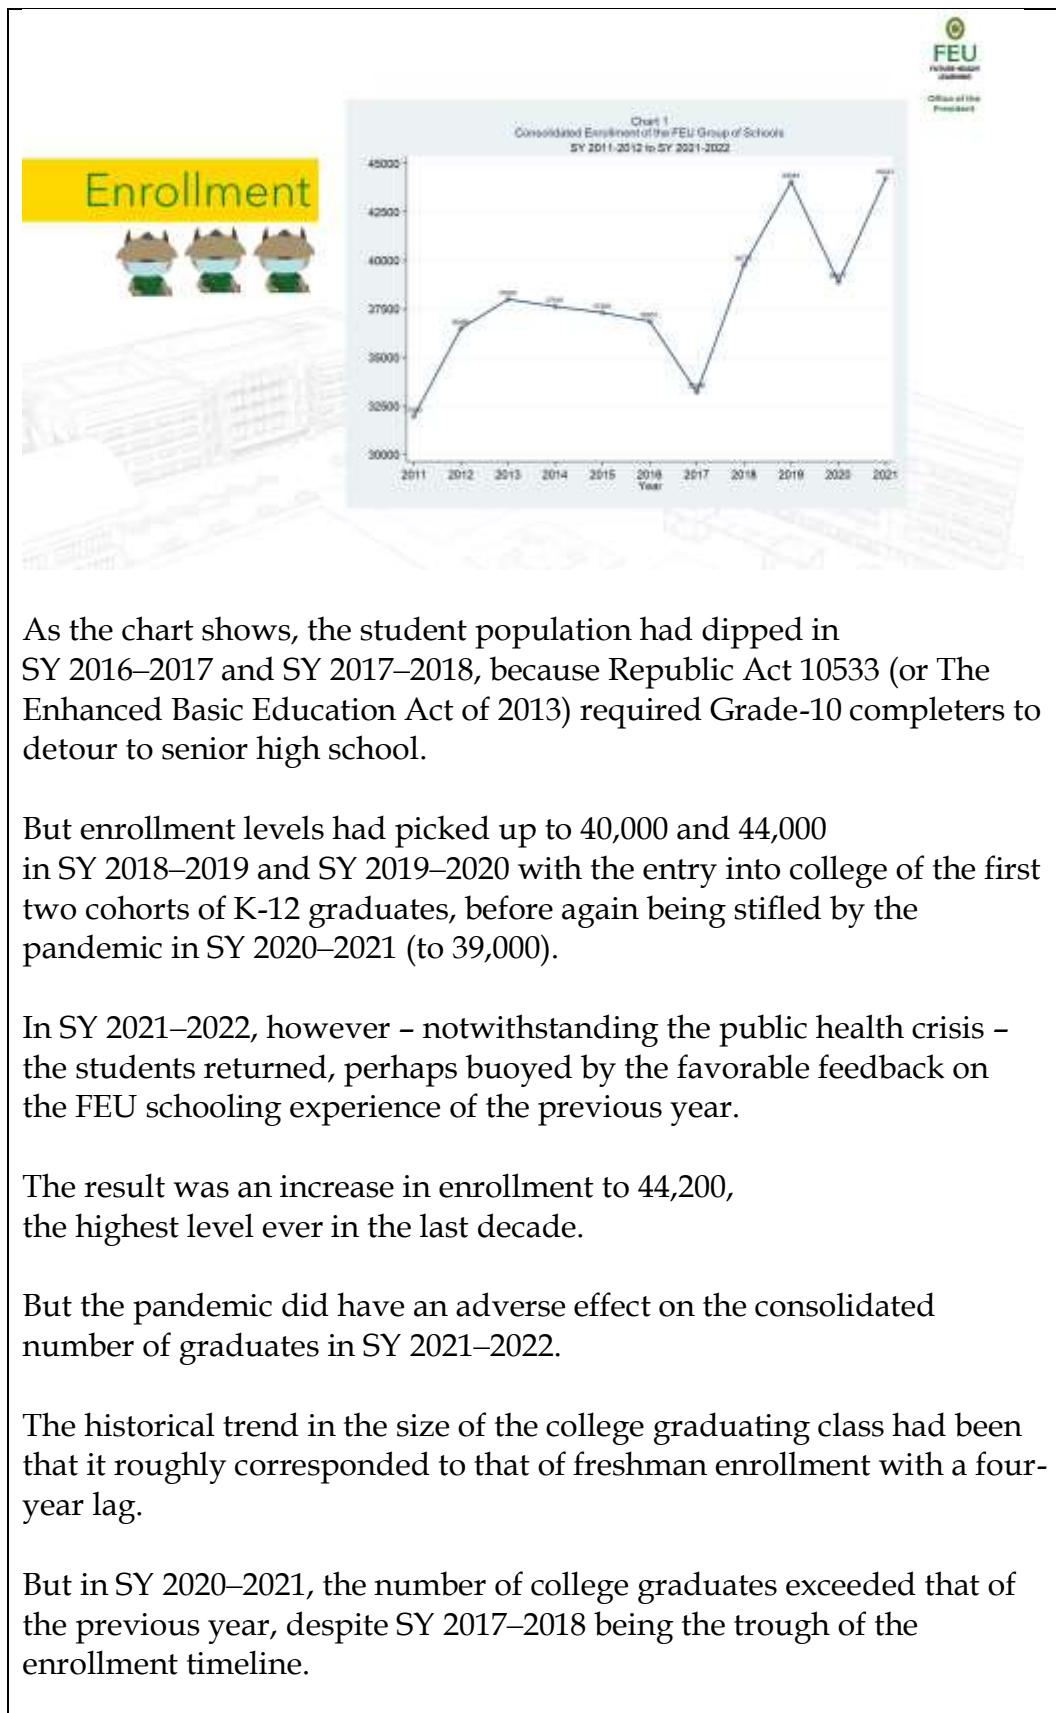 FEU
FUTURE-READY
LEARNING
Office of the
President
Enrollment
Chart 1
Consolidated Enrollment of the FEU Group of Schools
SY 2011-2012 to SY 2021-2022
45000
42500
40000
37500
35000
32500
30000
2011 2012 2013 2014 2015 2016 2017 2018 2019 2020 2021
Year
As the chart shows, the student population had dipped in
SY 2016–2017 and SY 2017–2018, because Republic Act 10533 (or The
Enhanced Basic Education Act of 2013) required Grade-10 completers to
detour to senior high school.
But enrollment levels had picked up to 40,000 and 44,000
in SY 2018–2019 and SY 2019–2020 with the entry into college of the first
two cohorts of K-12 graduates, before again being stifled by the
pandemic in SY 2020–2021 (to 39,000).
In SY 2021–2022, however – notwithstanding the public health crisis –
the students returned, perhaps buoyed by the favorable feedback on
the FEU schooling experience of the previous year.
The result was an increase in enrollment to 44,200,
the highest level ever in the last decade.
But the pandemic did have an adverse effect on the consolidated
number of graduates in SY 2021–2022.
The historical trend in the size of the college graduating class had been
that it roughly corresponded to that of freshman enrollment with a four-
year lag.
But in SY 2020–2021, the number of college graduates exceeded that of
the previous year, despite SY 2017–2018 being the trough of the
enrollment timeline.